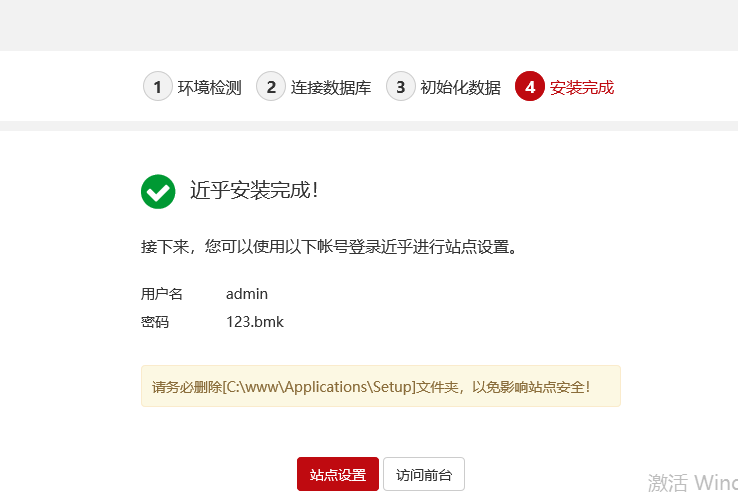 1 环境检测 2 连接数据库 3 初始化数据 4 安装完成
近乎安装完成！
接下来，您可以使用以下帐号登录近乎进行站点设置。
用户名 admin
密码 123.bmk
请务必删除[C:\www\Applications\Setup]文件夹，以免影响站点安全！
站点设置 访问前台
激活 Wind